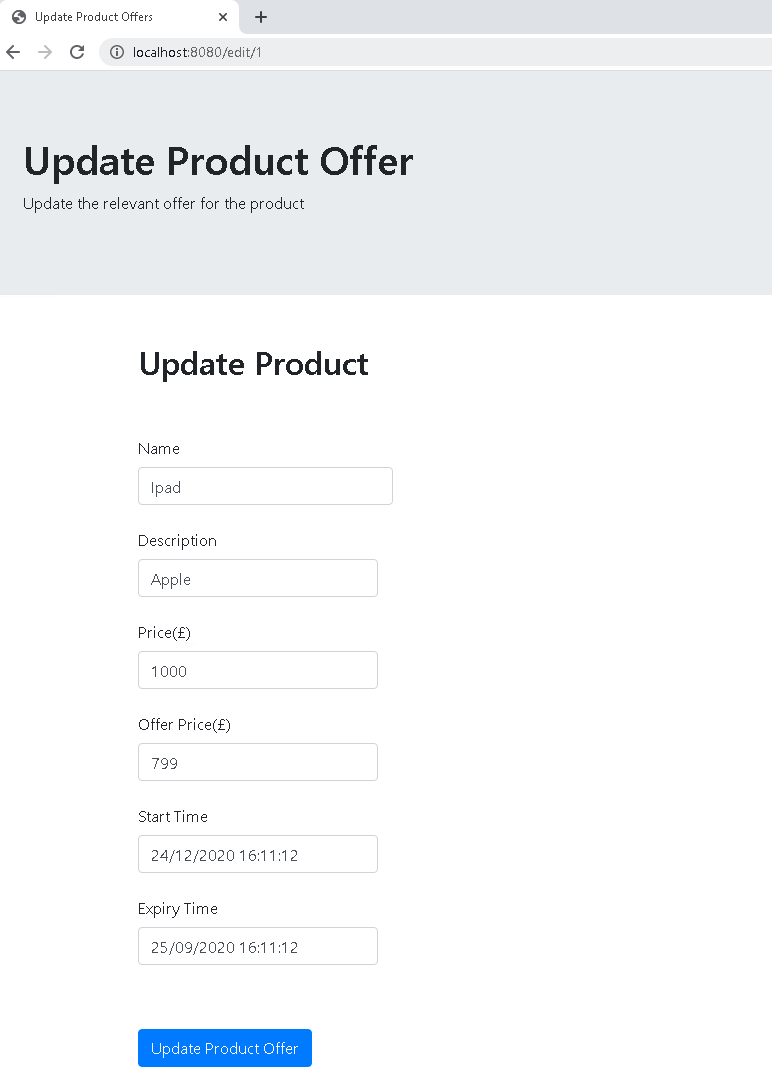 Update Product Offers
localhost:8080/edit/1
Update Product Offer
Update the relevant offer for the product
Update Product
Name
Ipad
Description
Apple
Price(£)
1000
Offer Price(£)
799
Start Time
24/12/2020 16:11:12
Expiry Time
25/09/2020 16:11:12
Update Product Offer